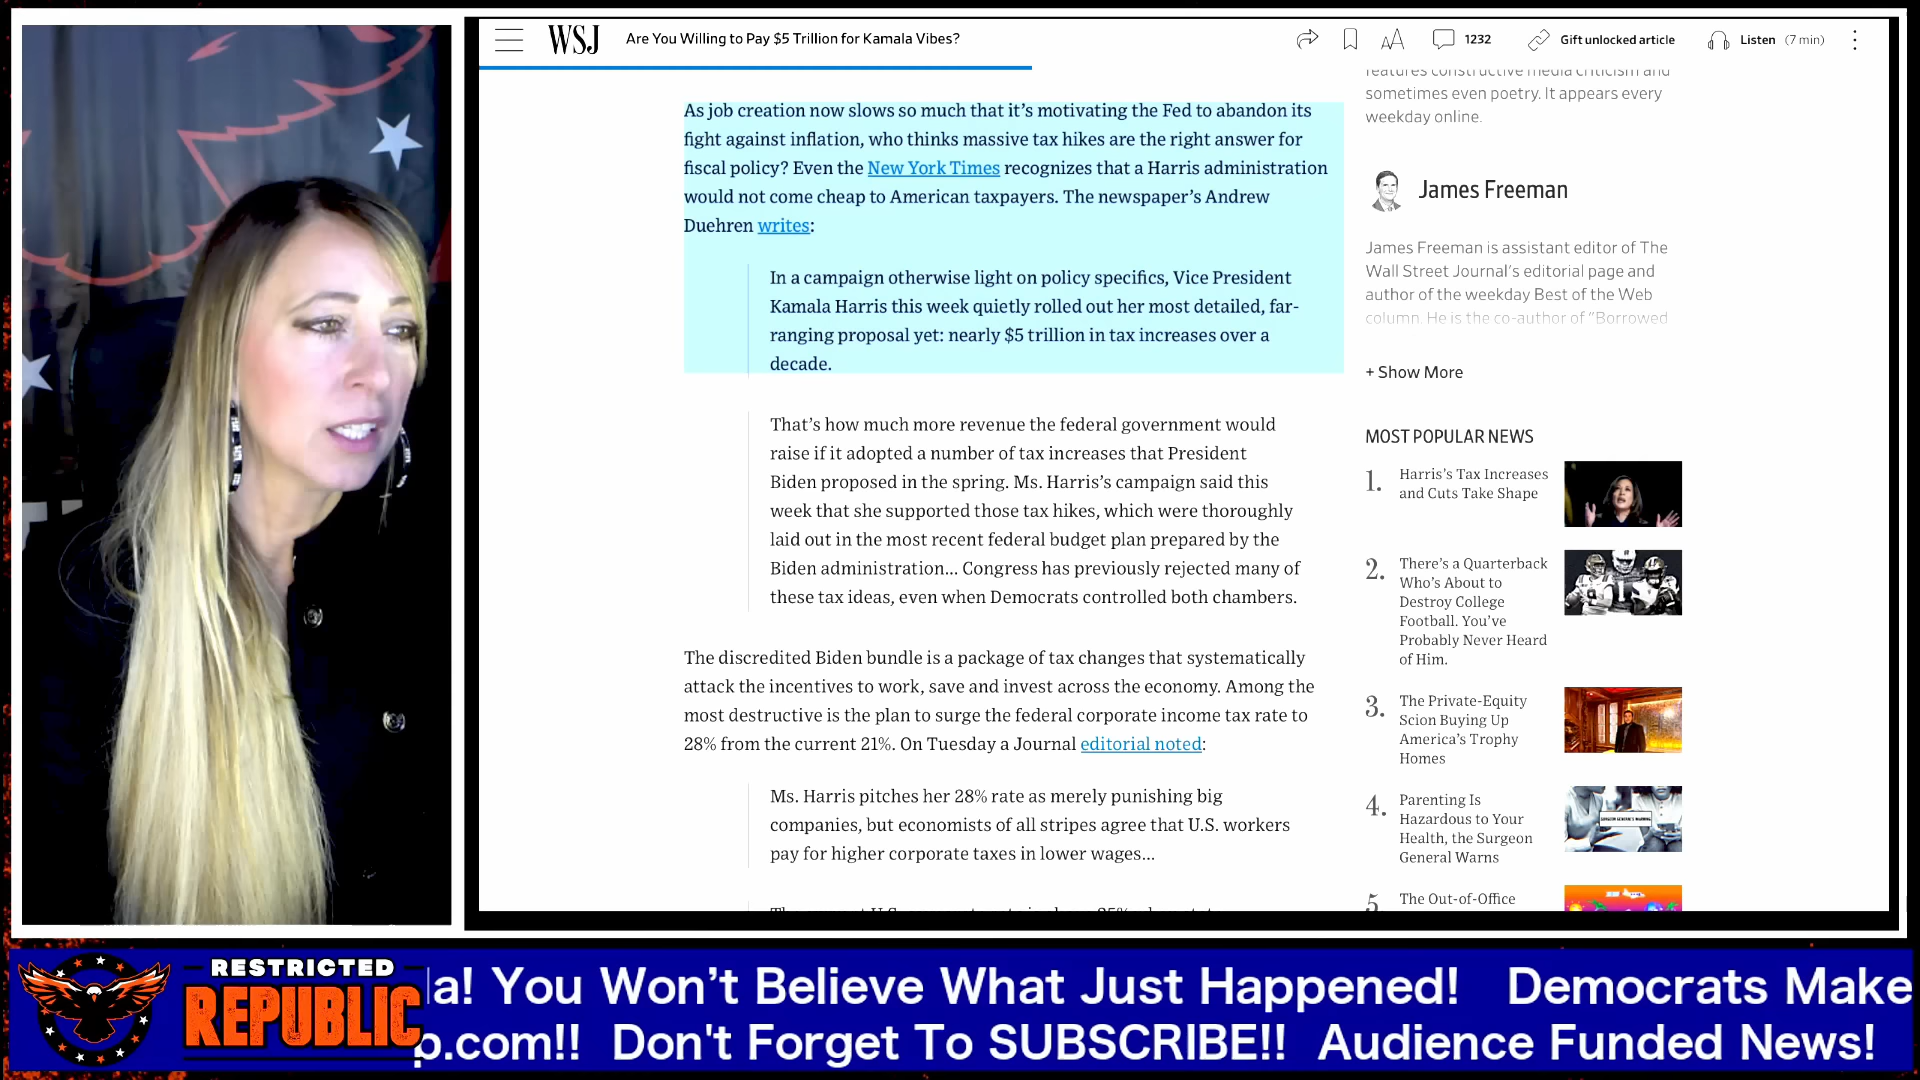 WSJ
Are You Willing to Pay $5 Trillion for Kamala Vibes?
1232
Gift unlocked article
Listen (7 min)
As job creation now slows so much that it's motivating the Fed to abandon its
fight against inflation, who thinks massive tax hikes are the right answer for
fiscal policy? Even the New York Times recognizes that a Harris administration
would not come cheap to American taxpayers. The newspaper's Andrew
Duehren writes:
In a campaign otherwise light on policy specifics, Vice President
Kamala Harris this week quietly rolled out her most detailed, far-
ranging proposal yet: nearly $5 trillion in tax increases over a
decade.
That's how much more revenue the federal government would
raise if it adopted a number of tax increases that President
Biden proposed in the spring. Ms. Harris's campaign said this
week that she supported those tax hikes, which were thoroughly
laid out in the most recent federal budget plan prepared by the
Biden administration... Congress has previously rejected many of
these tax ideas, even when Democrats controlled both chambers.
The discredited Biden bundle is a package of tax changes that systematically
attack the incentives to work, save and invest across the economy. Among the
most destructive is the plan to surge the federal corporate income tax rate to
28% from the current 21%. On Tuesday a Journal editorial noted:
Ms. Harris pitches her 28% rate as merely punishing big
companies, but economists of all stripes agree that U.S. workers
pay for higher corporate taxes in lower wages...
features constructive media criticism and
sometimes even poetry. It appears every
weekday online.
James Freeman
James Freeman is assistant editor of The
Wall Street Journal's editorial page and
author of the weekday Best of the Web
column. He is the co-author of "Borrowed
+ Show More
MOST POPULAR NEWS
1. Harris's Tax Increases
and Cuts Take Shape
2. There's a Quarterback
Who's About to
Destroy College
Football. You've
Probably Never Heard
of Him.
3. The Private-Equity
Scion Buying Up
America's Trophy
Homes
4. Parenting Is
Hazardous to Your
Health, the Surgeon
General Warns
5 The Out-of-Office
RESTRICTED
REPUBLIC
la! You Won't Believe What Just Happened! Democrats Make
p.com!! Don't Forget To SUBSCRIBE!! Audience Funded News!